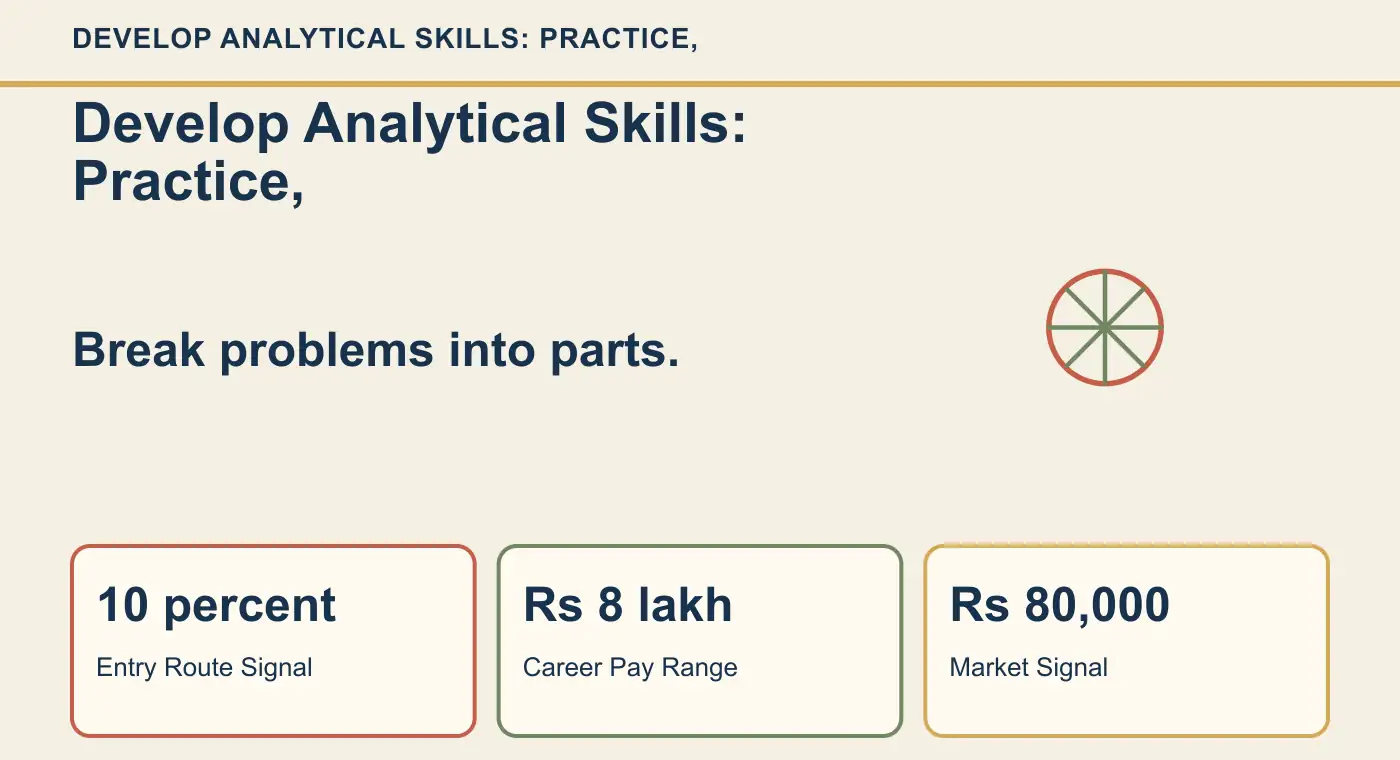 DEVELOP ANALYTICAL SKILLS: PRACTICE,
Develop Analytical Skills:
Practice,
Break problems into parts.
10 percent
Entry Route Signal
Rs 8 lakh
Career Pay Range
Rs 80,000
Market Signal